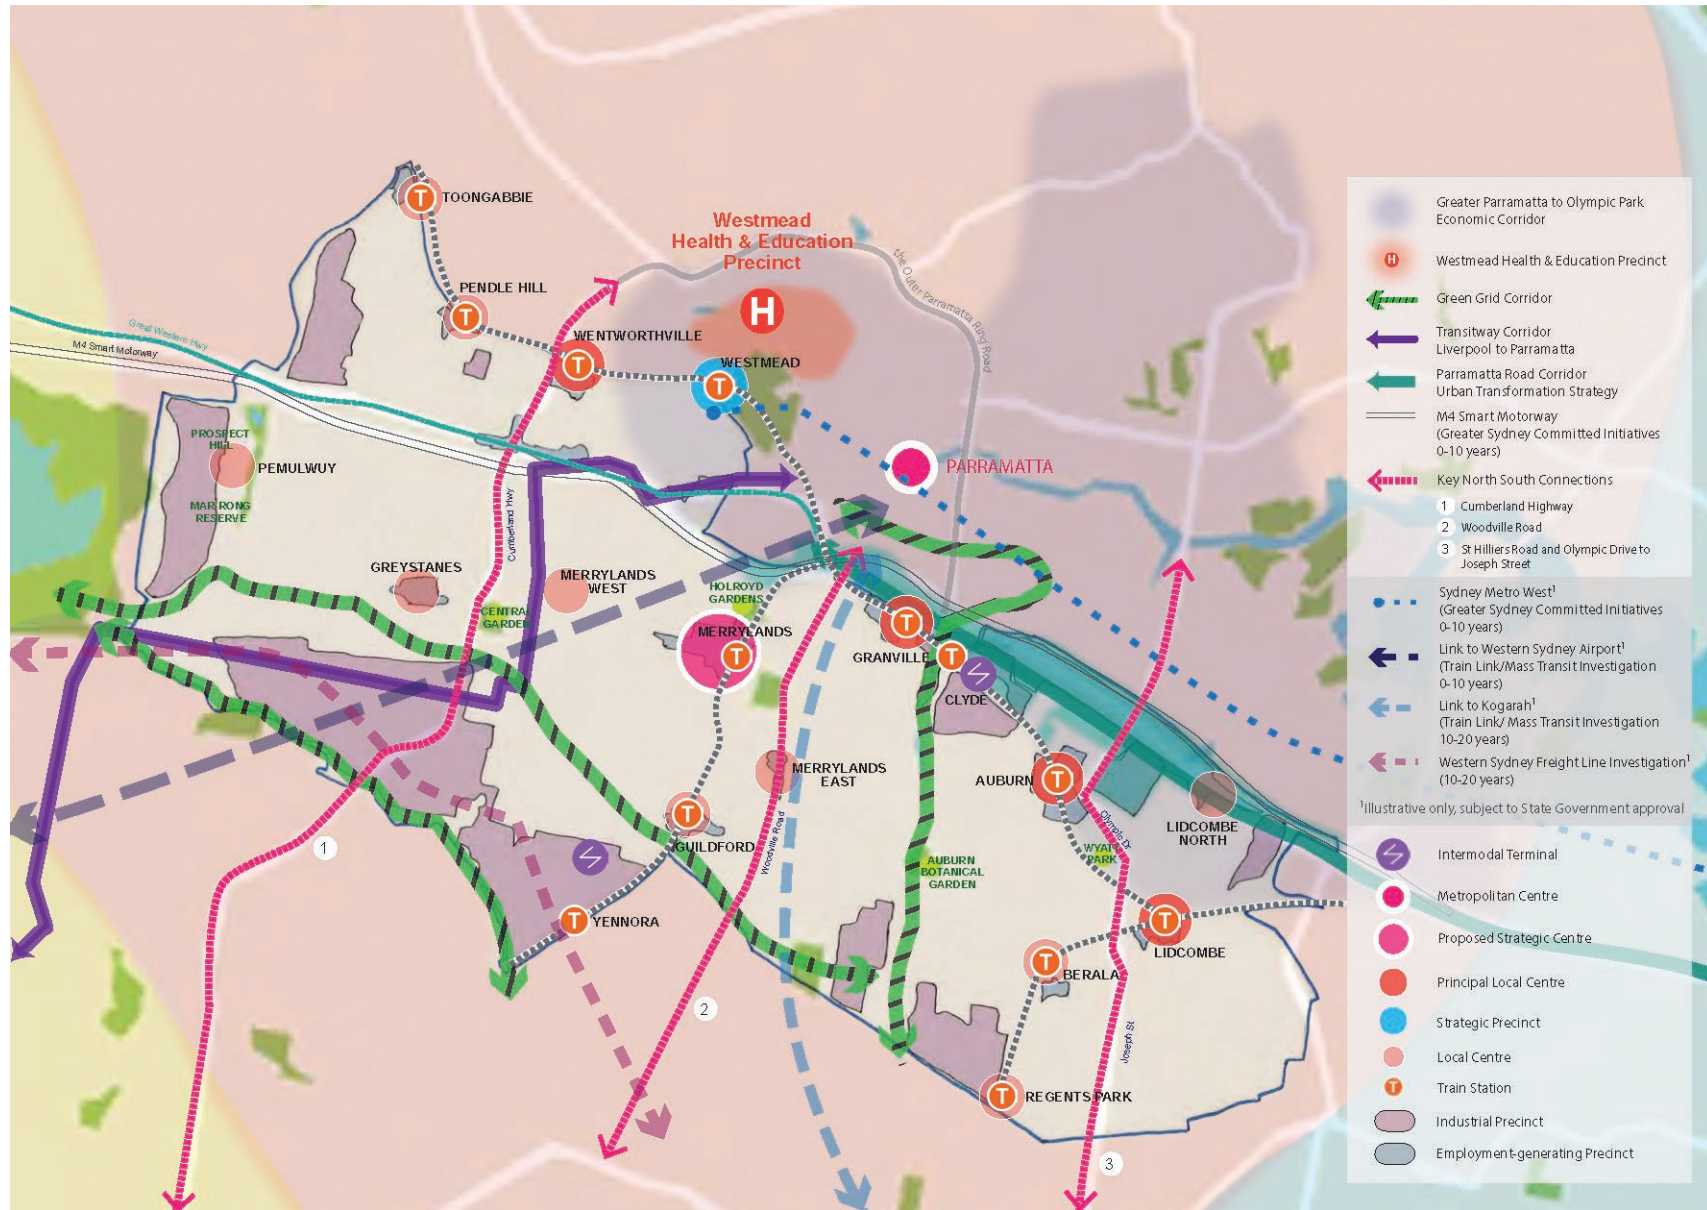 TOONGABBIE
Westmead
Health & Education
Precinct
the Outer Parramatta Ring Road
PENDLE HILL
H
Great Western Hwy
M4 Smart Motorway
WENTWORTHVILLE
WESTMEAD
PROSPECT
HILL
PEMULWUY
MARRONG
RESERVE
PARRAMATTA
Cumberland Hwy
GREYSTANES
MERRYLANDS
WEST
CENTRAL
GARDEN
HOLROYD
GARDENS
MERRYLANDS
GRANVILLE
CLYDE
MERRYLANDS
EAST
AUBURN
Olympic Dr
LIDCOMBE
NORTH
1
GUILDFORD
Woodville Road
WYATT
PARK
AUBURN
BOTANICAL
GARDEN
YENNORA
LIDCOMBE
BERALA
2
Joseph St
REGENTS PARK
3
T
T
T
T
T
T
T
T
T
T
T
T
T
Greater Parramatta to Olympic Park
Economic Corridor
H
Westmead Health & Education Precinct
Green Grid Corridor
Transitway Corridor
Liverpool to Parramatta
Parramatta Road Corridor
Urban Transformation Strategy
M4 Smart Motorway
(Greater Sydney Committed Initiatives
0-10 years)
Key North South Connections
1 Cumberland Highway
2 Woodville Road
3 St Hilliers Road and Olympic Drive to
Joseph Street
Sydney Metro West¹
(Greater Sydney Committed Initiatives
0-10 years)
Link to Western Sydney Airport¹
(Train Link/Mass Transit Investigation
0-10 years)
Link to Kogarah¹
(Train Link/ Mass Transit Investigation
10-20 years)
Western Sydney Freight Line Investigation¹
(10-20 years)
¹Illustrative only, subject to State Government approval
Intermodal Terminal
Metropolitan Centre
Proposed Strategic Centre
Principal Local Centre
Strategic Precinct
Local Centre
T Train Station
Industrial Precinct
Employment-generating Precinct